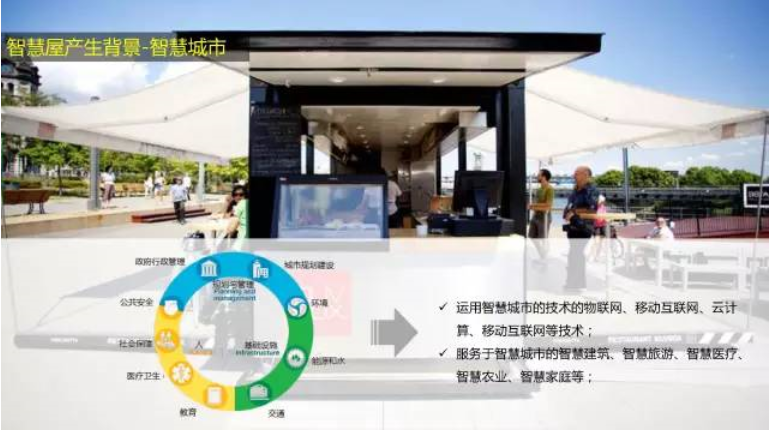 智慧屋产生背景-智慧城市
政府行政管理
城市规划建设
规划与管理
Planning and
management
公共安全
环境
社会保障
人
基础设施
Infrastructure
能源和水
医疗卫生
教育
交通
✓ 运用智慧城市的技术的物联网、移动互联网、云计
算、移动互联网等技术；
✓ 服务于智慧城市的智慧建筑、智慧旅游、智慧医疗、
智慧农业、智慧家庭等；